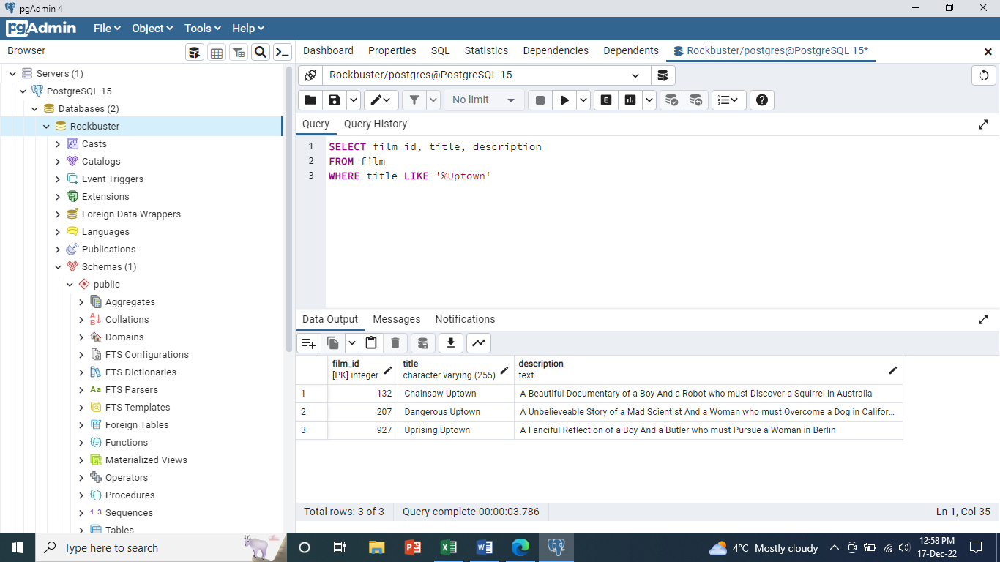 pgAdmin 4
pgAdmin File Object Tools Help
Browser
Dashboard Properties SQL Statistics Dependencies Dependents Rockbuster/postgres@PostgreSQL 15*
Servers (1)
PostgreSQL 15
Databases (2)
Rockbuster
Casts
Catalogs
Event Triggers
Extensions
Foreign Data Wrappers
Languages
Publications
Schemas (1)
public
Aggregates
Collations
Domains
FTS Configurations
FTS Dictionaries
Aa FTS Parsers
FTS Templates
Foreign Tables
Functions
Materialized Views
Operators
Procedures
1..3 Sequences
Tables
Rockbuster/postgres@PostgreSQL 15
No limit
E
Query Query History
1 SELECT film_id, title, description
2 FROM film
3 WHERE title LIKE '%Uptown'
Data Output Messages Notifications
film_id title description
[PK] integer character varying (255) text
1 132 Chainsaw Uptown A Beautiful Documentary of a Boy And a Robot who must Discover a Squirrel in Australia
2 207 Dangerous Uptown A Unbelieveable Story of a Mad Scientist And a Woman who must Overcome a Dog in Califor...
3 927 Uprising Uptown A Fanciful Reflection of a Boy And a Butler who must Pursue a Woman in Berlin
Total rows: 3 of 3 Query complete 00:00:03.786 Ln 1, Col 35
Type here to search
4°C Mostly cloudy
12:58 PM
17-Dec-22